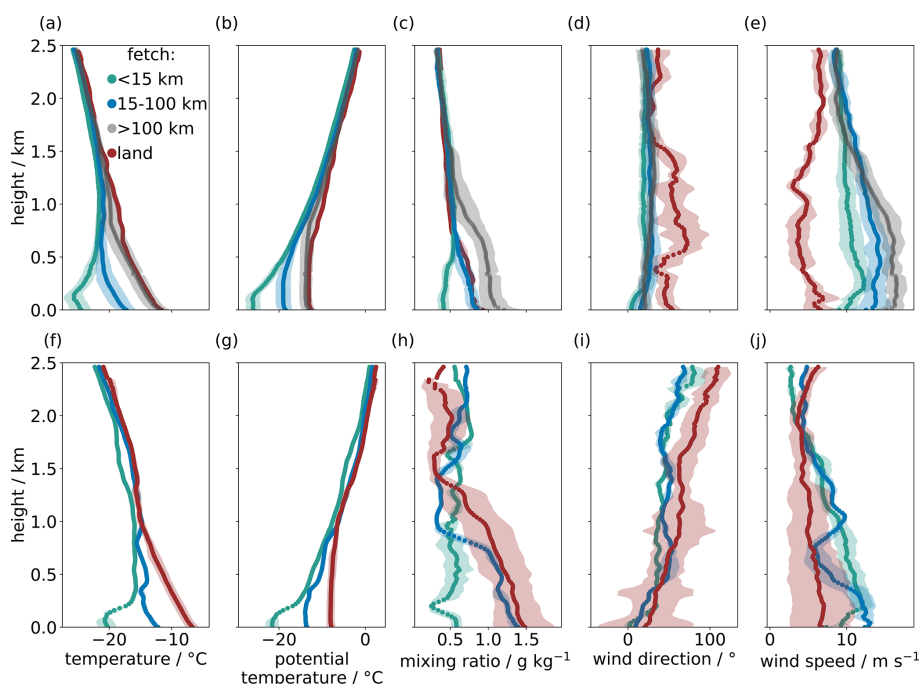 (a) (b) (c) (d) (e)
2.5
2.0
1.5
1.0
0.5
0.0
height / km
fetch:
<15 km
15-100 km
>100 km
land
(f) (g) (h) (i) (j)
2.5
2.0
1.5
1.0
0.5
0.0
height / km
−20 −10
temperature / °C
−20 0
potential
temperature / °C
0.5 1.0 1.5
mixing ratio / g kg⁻¹
0 100
wind direction / °
0 10
wind speed / m s⁻¹